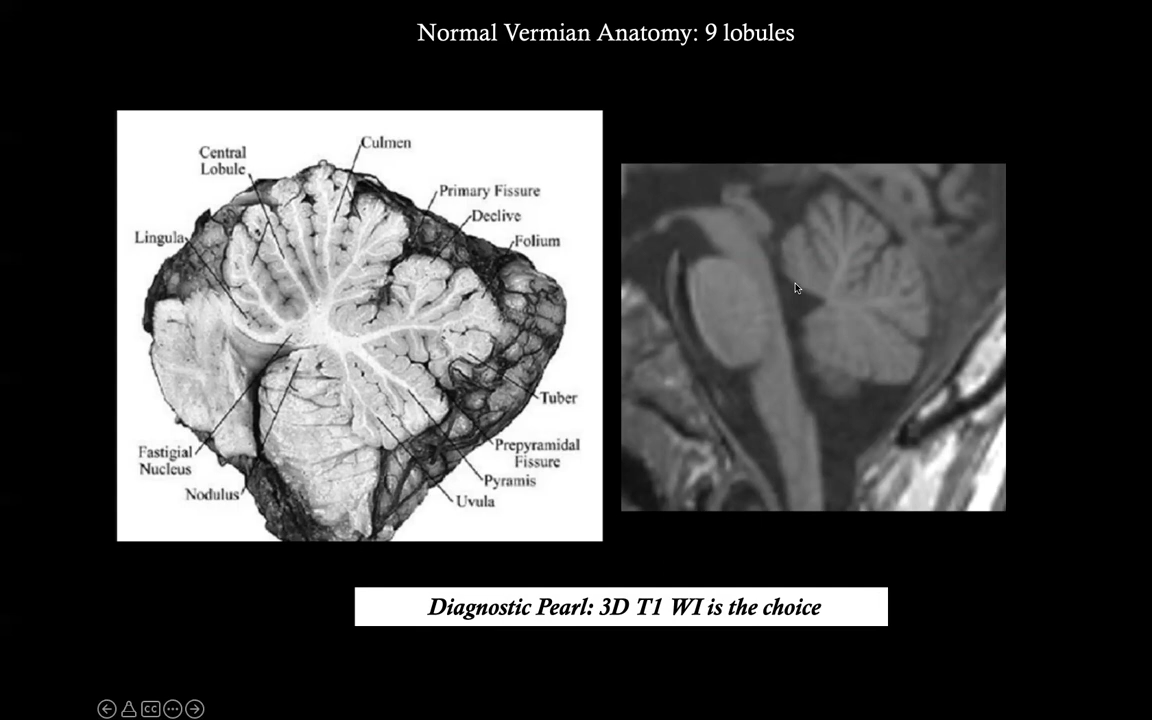 Normal Vermian Anatomy: 9 lobules
Culmen
Central
Lobule
Primary Fissure
Declive
Lingula
Folium
Tuber
Fastigial
Nucleus
Prepyramidal
Fissure
Nodulus
Pyramis
Uvula
Diagnostic Pearl: 3D T1 WI is the choice
CC